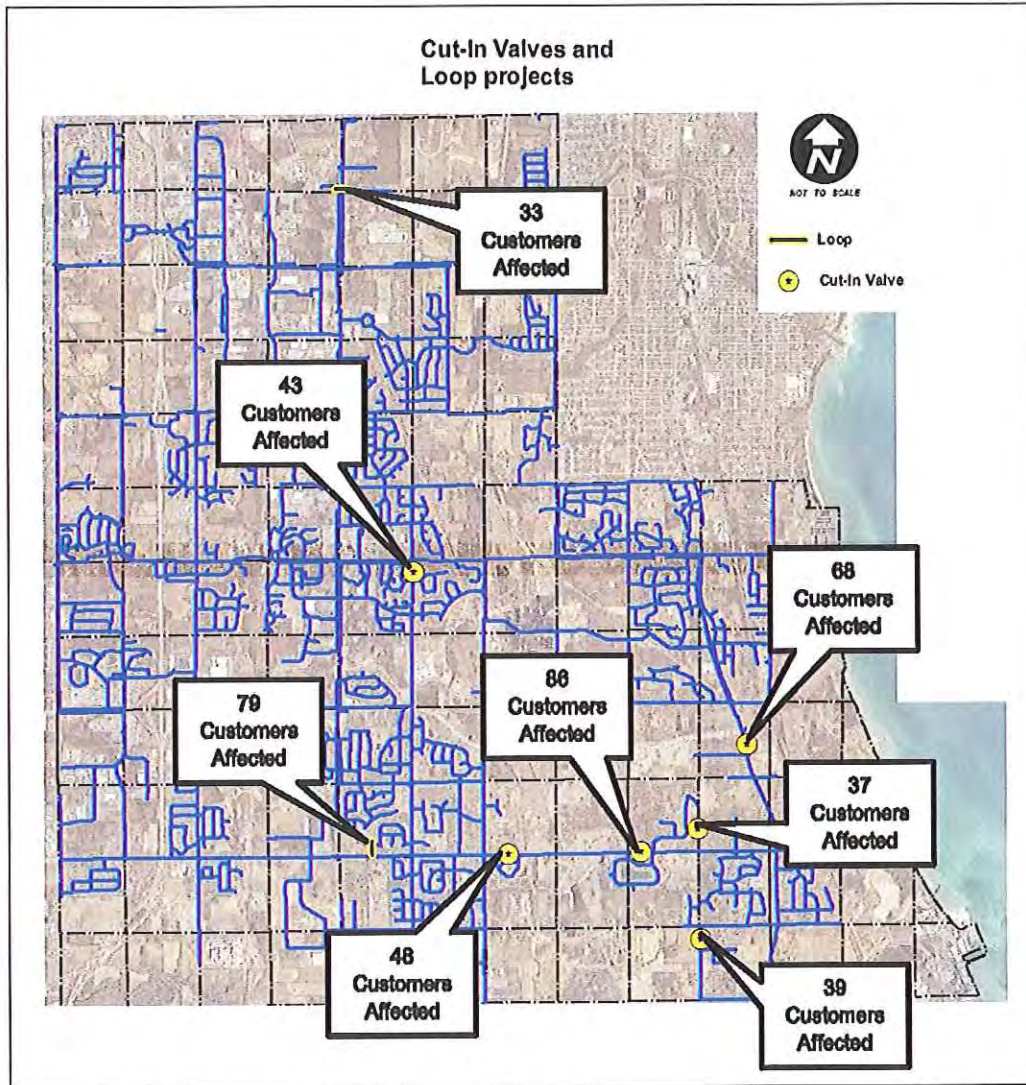 Cut-In Valves and
Loop projects
N
NOT TO SCALE
Loop
Cut-In Valve
33
Customers
Affected
43
Customers
Affected
68
Customers
Affected
86
Customers
Affected
79
Customers
Affected
37
Customers
Affected
48
Customers
Affected
39
Customers
Affected